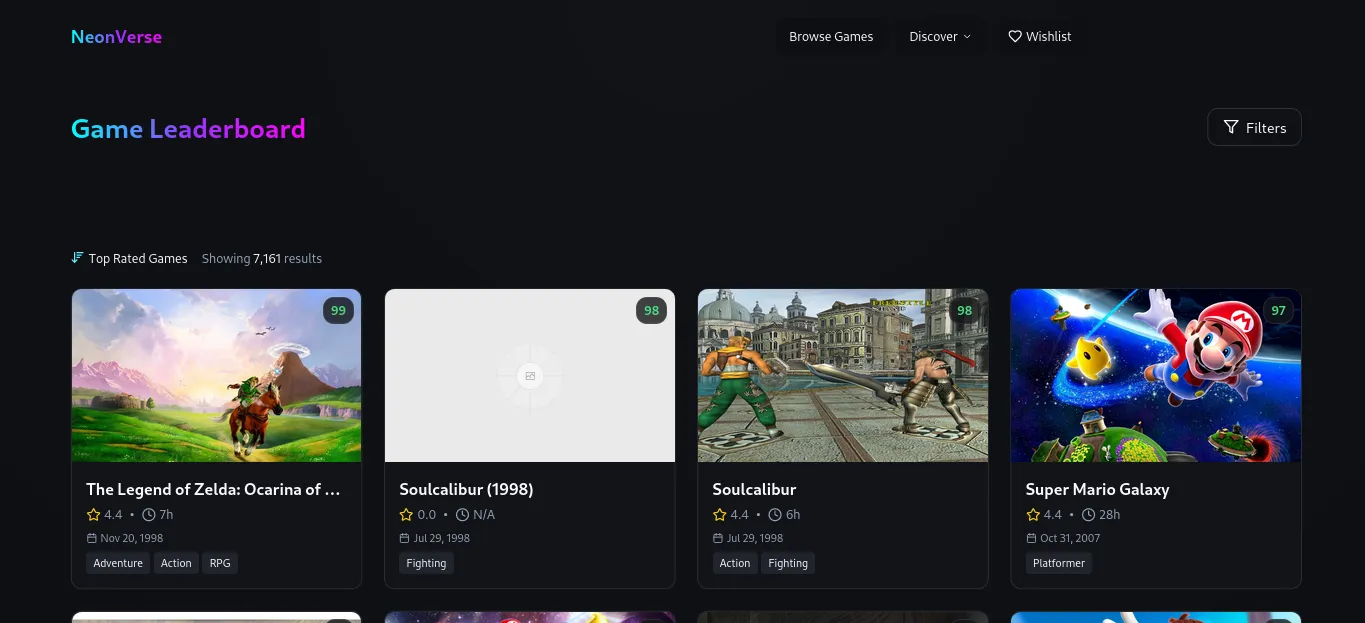 NeonVerse
Browse Games
Discover
Wishlist
Game Leaderboard
Filters
Top Rated Games
Showing 7,161 results
99
98
98
97
The Legend of Zelda: Ocarina of ...
4.4 • 7h
Nov 20, 1998
Adventure
Action
RPG
Soulcalibur (1998)
0.0 • N/A
Jul 29, 1998
Fighting
Soulcalibur
4.4 • 6h
Jul 29, 1998
Action
Fighting
Super Mario Galaxy
4.4 • 28h
Oct 31, 2007
Platformer